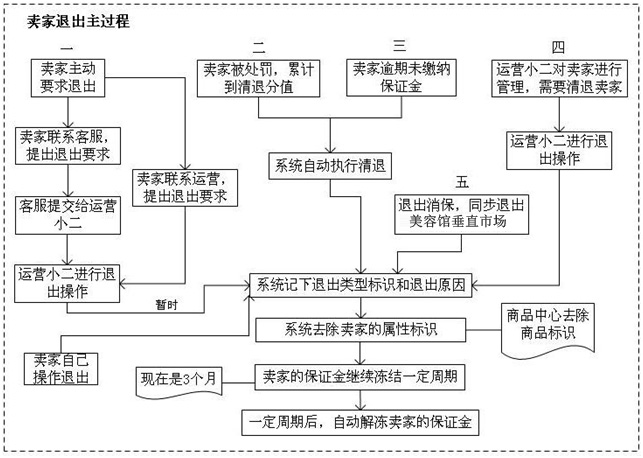 卖家退出主过程
一
二
三
四
卖家主动
要求退出
卖家被处罚，累计
到清退分值
卖家逾期未缴纳
保证金
运营小二对卖家进行
管理，需要清退卖家
卖家联系客服，
提出退出要求
卖家联系运营，
提出退出要求
系统自动执行清退
运营小二进行退
出操作
五
客服提交给运营
小二
退出消保，同步退出
美容馆垂直市场
运营小二进行退
出操作
暂时
系统记下退出类型标识和退出原因
卖家自己
操作退出
系统去除卖家的属性标识
商品中心去除
商品标识
现在是3个月
卖家的保证金继续冻结一定周期
一定周期后，自动解冻卖家的保证金